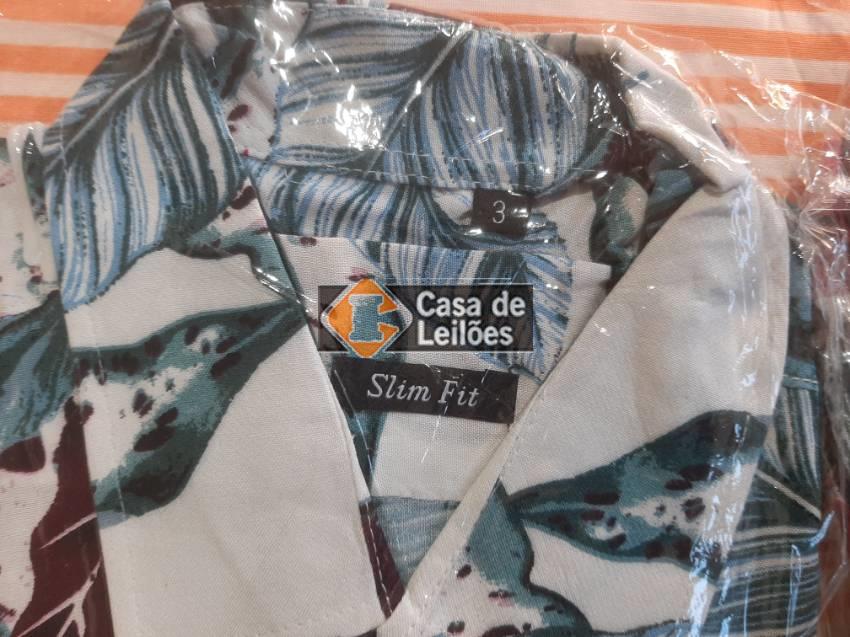 3
Casa de
Leilões
Slim Fit